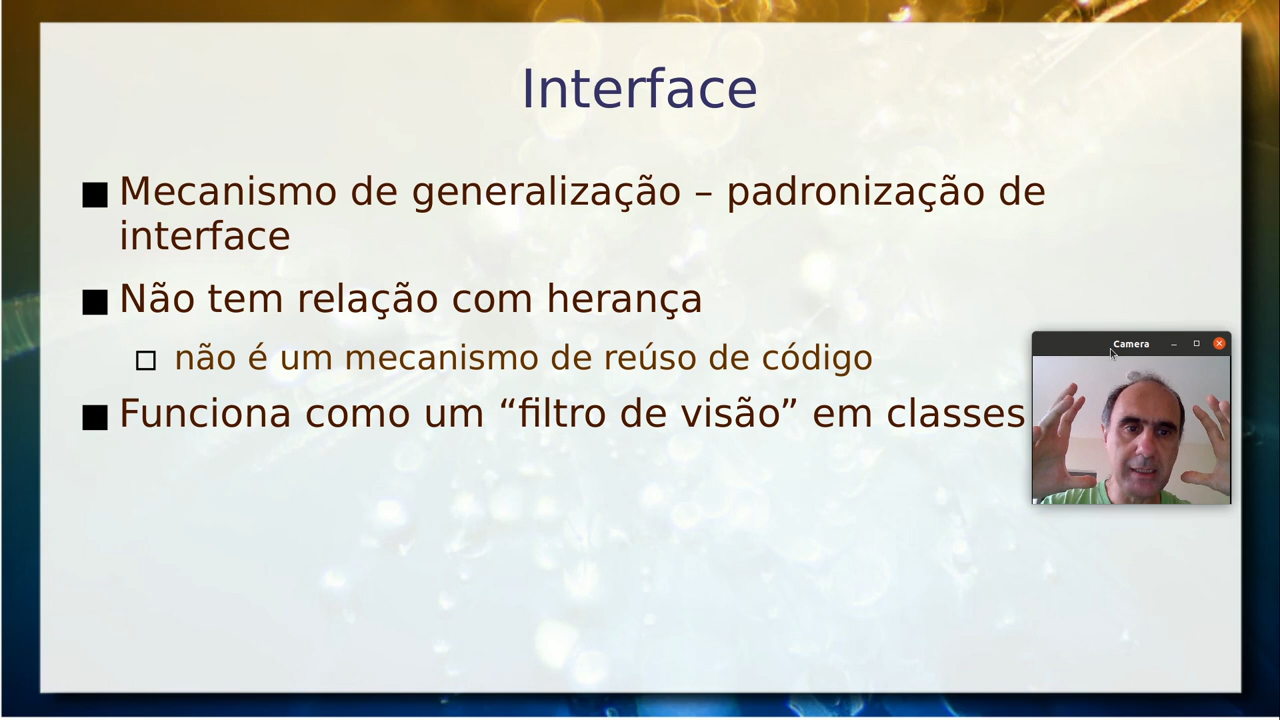 Interface
Mecanismo de generalização – padronização de
interface
Não tem relação com herança
não é um mecanismo de reúso de código
Funciona como um “filtro de visão” em classes
Camera